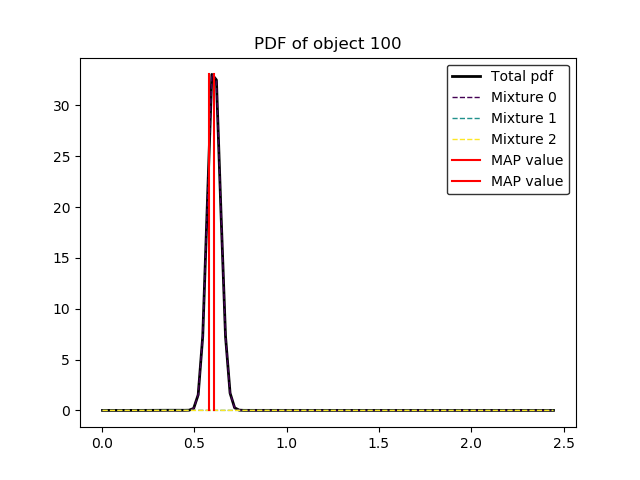 PDF of object 100
Total pdf
Mixture 0
Mixture 1
Mixture 2
MAP value
MAP value
30
25
20
15
10
5
0
0.0 0.5 1.0 1.5 2.0 2.5